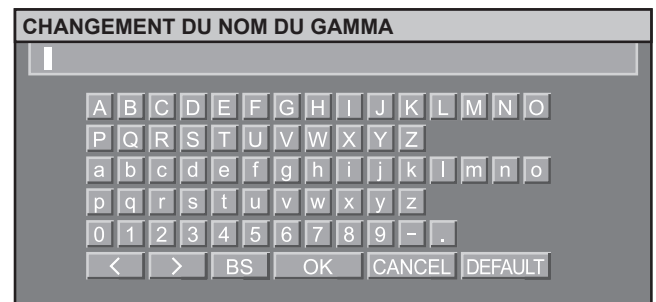 CHANGEMENT DU NOM DU GAMMA
A B C D E F G H I J K L M N O
P Q R S T U V W X Y Z
a b c d e f g h i j k l m n o
p q r s t u v w x y z
0 1 2 3 4 5 6 7 8 9 - .
< > BS OK CANCEL DEFAULT